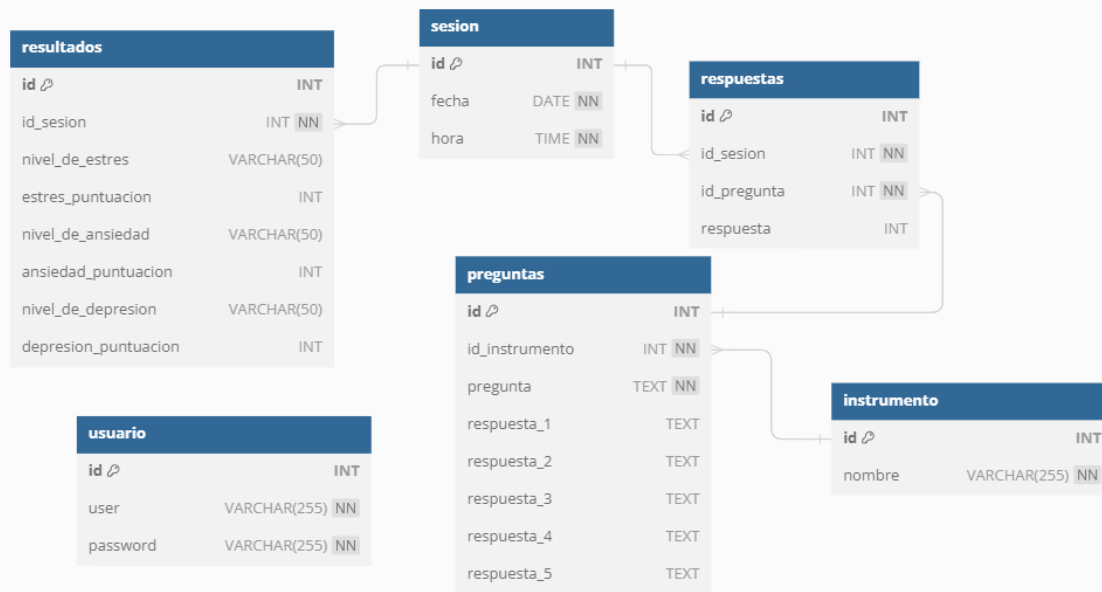 resultados
id INT
id_sesion INT NN
nivel_de_estres VARCHAR(50)
estres_puntuacion INT
nivel_de_ansiedad VARCHAR(50)
ansiedad_puntuacion INT
nivel_de_depresion VARCHAR(50)
depresion_puntuacion INT
sesion
id INT
fecha DATE NN
hora TIME NN
respuestas
id INT
id_sesion INT NN
id_pregunta INT NN
respuesta INT
preguntas
id INT
id_instrumento INT NN
pregunta TEXT NN
respuesta_1 TEXT
respuesta_2 TEXT
respuesta_3 TEXT
respuesta_4 TEXT
respuesta_5 TEXT
instrumento
id INT
nombre VARCHAR(255) NN
usuario
id INT
user VARCHAR(255) NN
password VARCHAR(255) NN